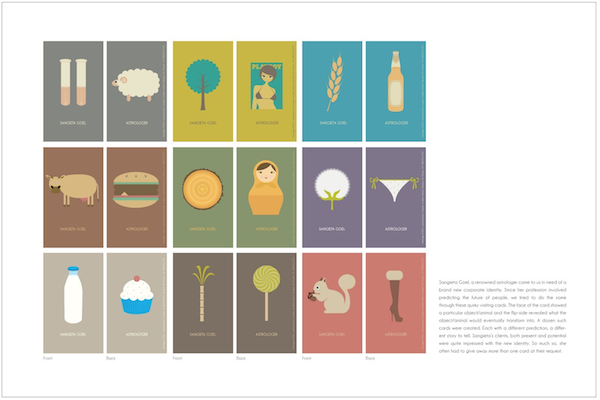 SANGEETA GOEL
ASTROLOGER
SANGEETA GOEL
ASTROLOGER
SANGEETA GOEL
ASTROLOGER
SANGEETA GOEL
ASTROLOGER
SANGEETA GOEL
ASTROLOGER
SANGEETA GOEL
ASTROLOGER
SANGEETA GOEL
ASTROLOGER
SANGEETA GOEL
ASTROLOGER
SANGEETA GOEL
ASTROLOGER
Front
Back
Front
Back
Front
Back
Sangeeta Goel, a renowned astrologer came to us in need of a
brand new corporate identity. Since her profession involved
predicting the future of people, we tried to do the same
through these quirky visiting cards. The face of the card showed
a particular object/animal and the flip-side revealed what the
object/animal would eventually transform into. A dozen such
cards were created. Each with a different prediction, a differ-
ent story to tell. Sangeeta's clients, both present and potential
were quite impressed with the new identity. So much so, she
often had to give away more than one card at their request.